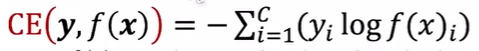 CE(y, f(x)) = −∑ᵢ₌₁ᶜ(yᵢ log f(x)ᵢ)